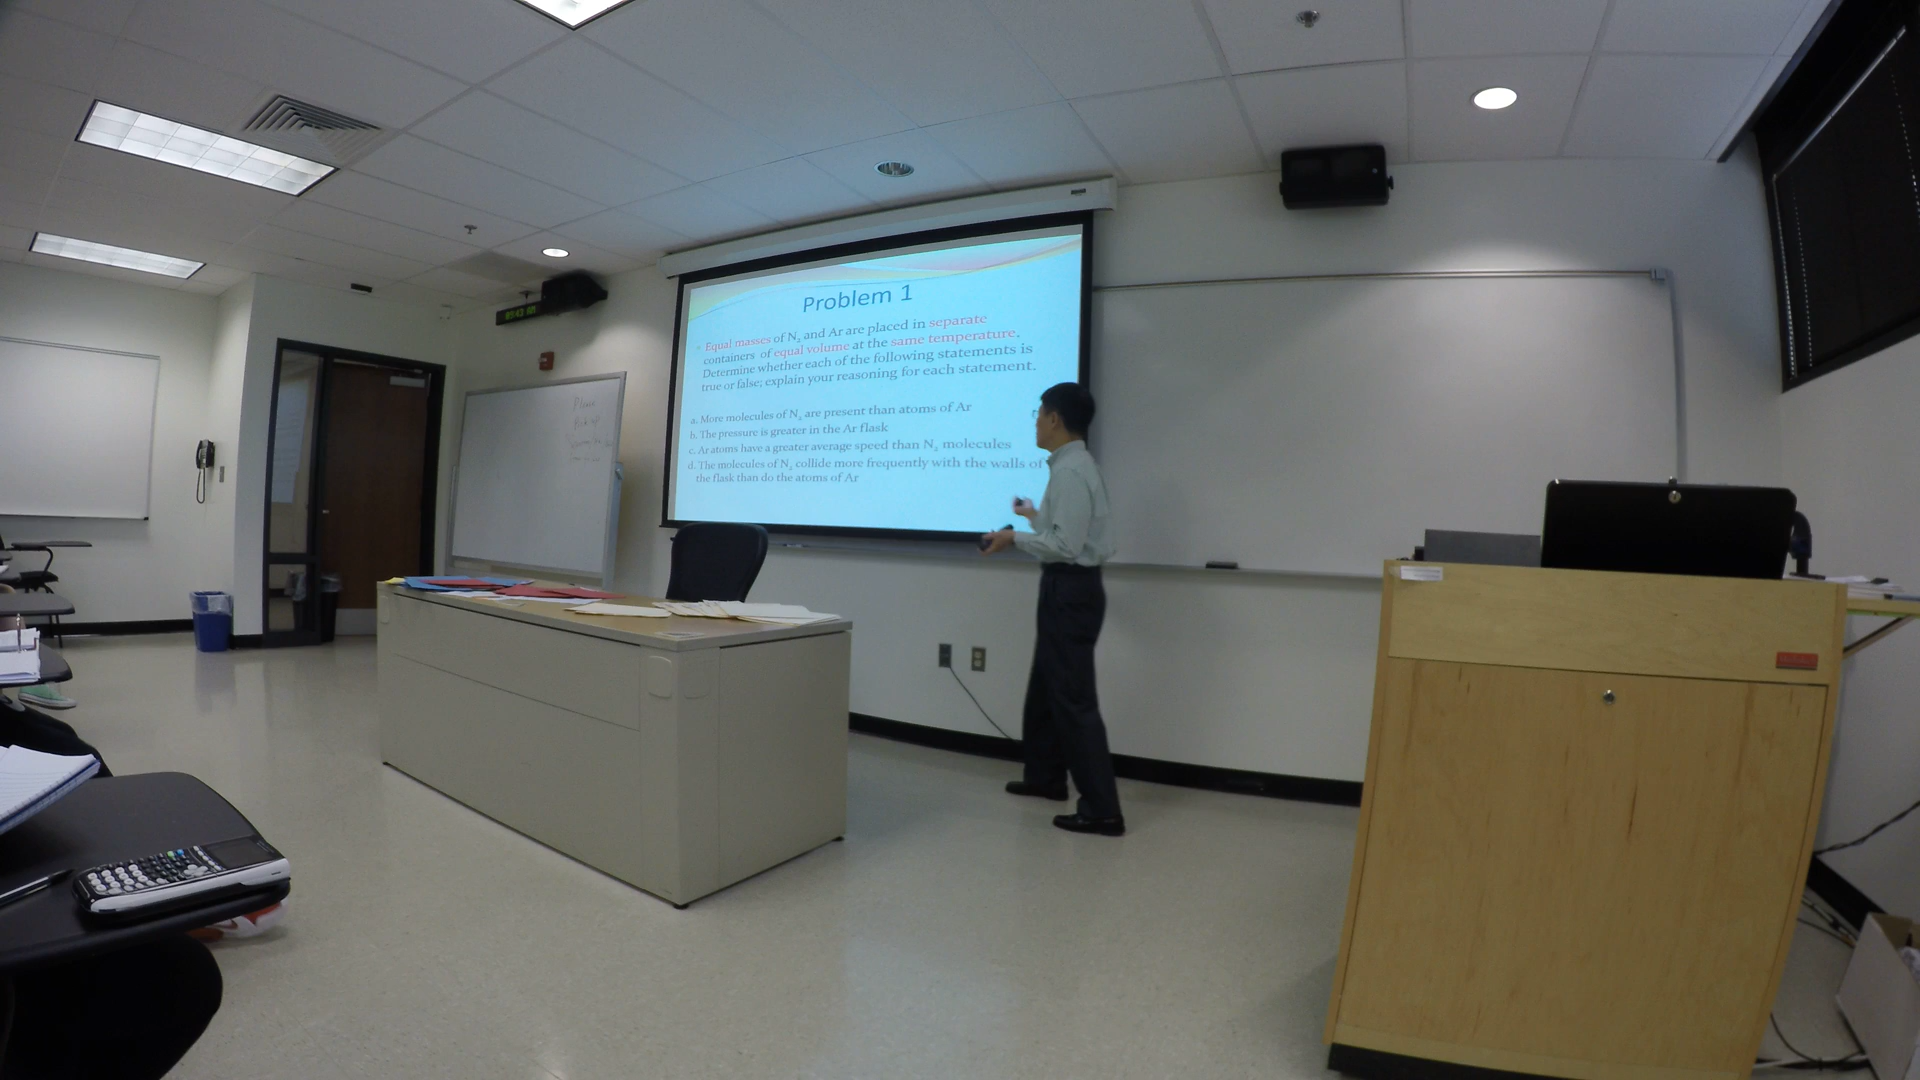 Problem 1
Equal masses of N₂ and Ar are placed in separate
containers of equal volume at the same temperature.
Determine whether each of the following statements is
true or false; explain your reasoning for each statement.
a. More molecules of N₂ are present than atoms of Ar
b. The pressure is greater in the Ar flask
c. Ar atoms have a greater average speed than N₂ molecules
d. The molecules of N₂ collide more frequently with the walls of
the flask than do the atoms of Ar
Please
Pick up